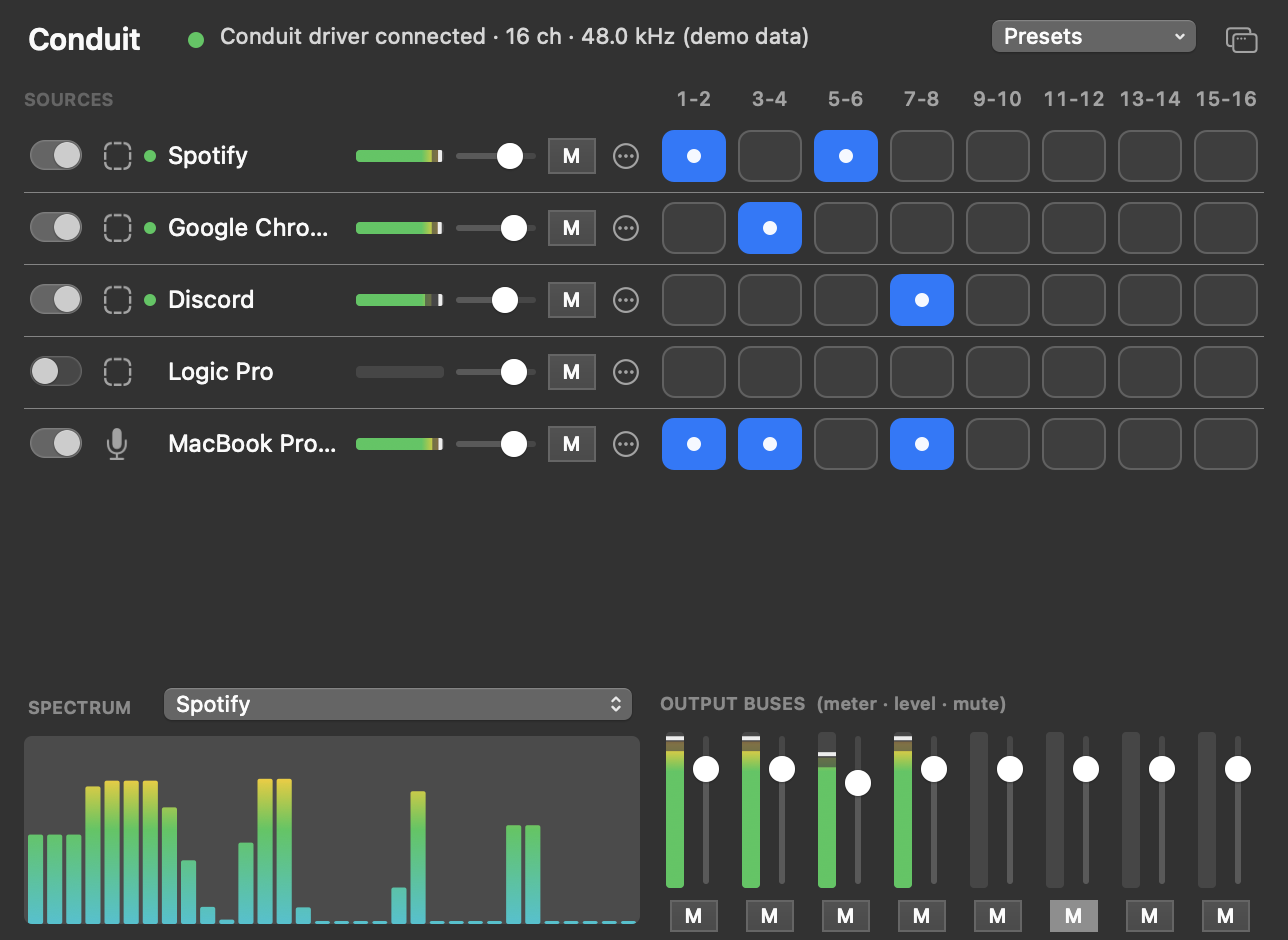 Conduit
Conduit driver connected · 16 ch · 48.0 kHz (demo data)
Presets
SOURCES
1-2 3-4 5-6 7-8 9-10 11-12 13-14 15-16
Spotify M
Google Chro... M
Discord M
Logic Pro M
MacBook Pro... M
SPECTRUM
Spotify
OUTPUT BUSES (meter · level · mute)
M M M M M M M M